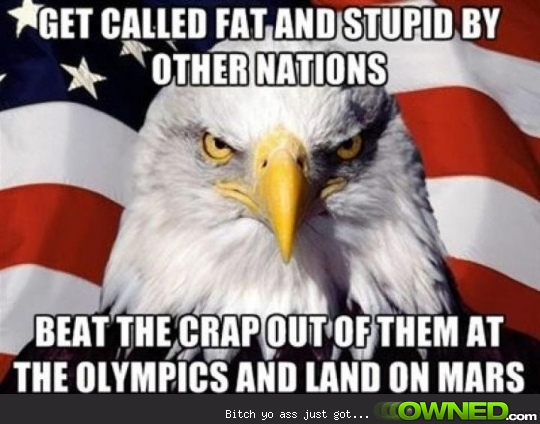 GET CALLED FAT AND STUPID BY
OTHER NATIONS
BEAT THE CRAP OUT OF THEM AT
THE OLYMPICS AND LAND ON MARS
Bitch yo ass just got... OWNED.com